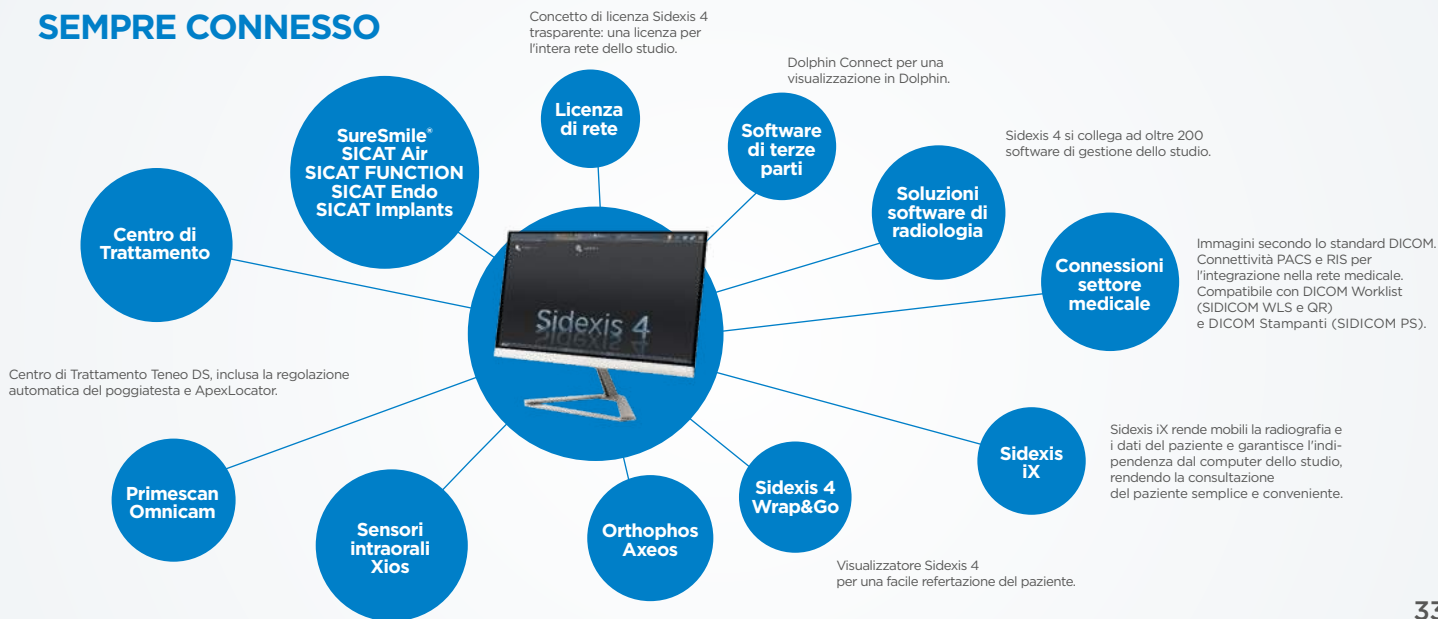 SEMPRE CONNESSO
Concetto di licenza Sidexis 4
trasparente: una licenza per
l'intera rete dello studio.
Licenza
di rete
Dolphin Connect per una
visualizzazione in Dolphin.
Software
di terze
parti
SureSmile®
SICAT Air
SICAT FUNCTION
SICAT Endo
SICAT Implants
Sidexis 4 si collega ad oltre 200
software di gestione dello studio.
Soluzioni
software di
radiologia
Centro di
Trattamento
Immagini secondo lo standard DICOM.
Connettività PACS e RIS per
l'integrazione nella rete medicale.
Compatibile con DICOM Worklist
(SIDICOM WLS e QR)
e DICOM Stampanti (SIDICOM PS).
Connessioni
settore
medicale
Sidexis 4
Centro di Trattamento Teneo DS, inclusa la regolazione
automatica del poggiatesta e ApexLocator.
Sidexis
iX
Sidexis iX rende mobili la radiografia e
i dati del paziente e garantisce l'indi-
pendenza dal computer dello studio,
rendendo la consultazione
del paziente semplice e conveniente.
Primescan
Omnicam
Sensori
intraorali
Xios
Orthophos
Axeos
Sidexis 4
Wrap&Go
Visualizzatore Sidexis 4
per una facile refertazione del paziente.
33